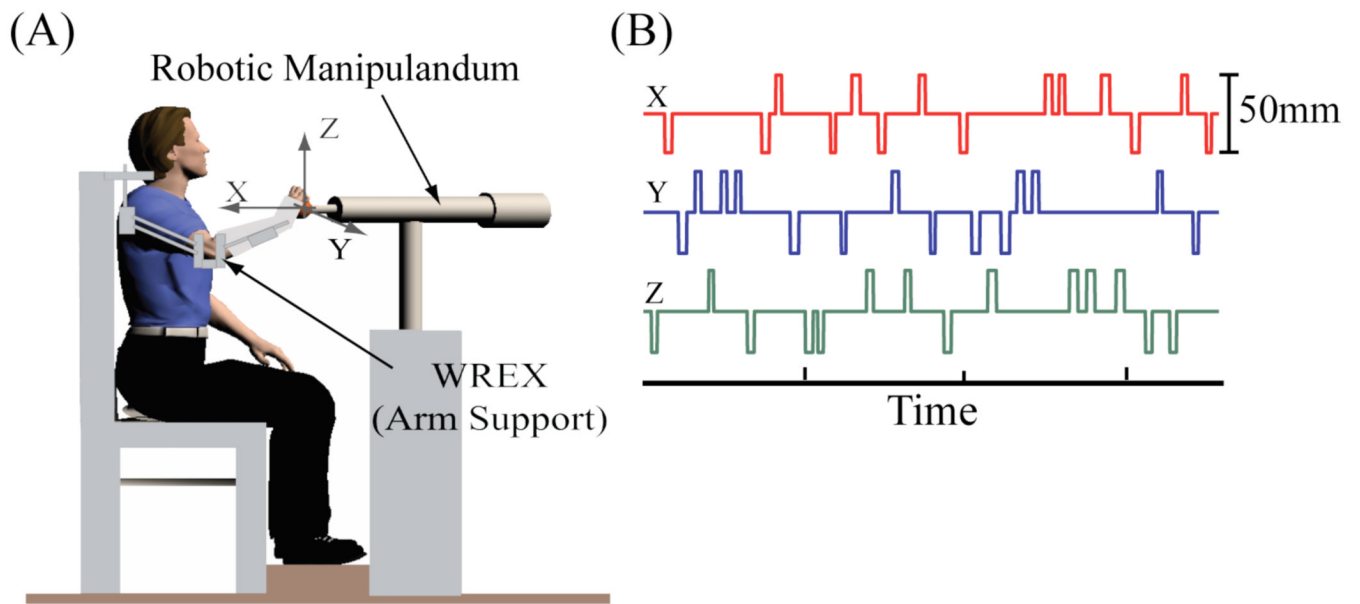 (A)
Robotic Manipulandum
Z
X
Y
WREX
(Arm Support)
(B)
X
50mm
Y
Z
Time